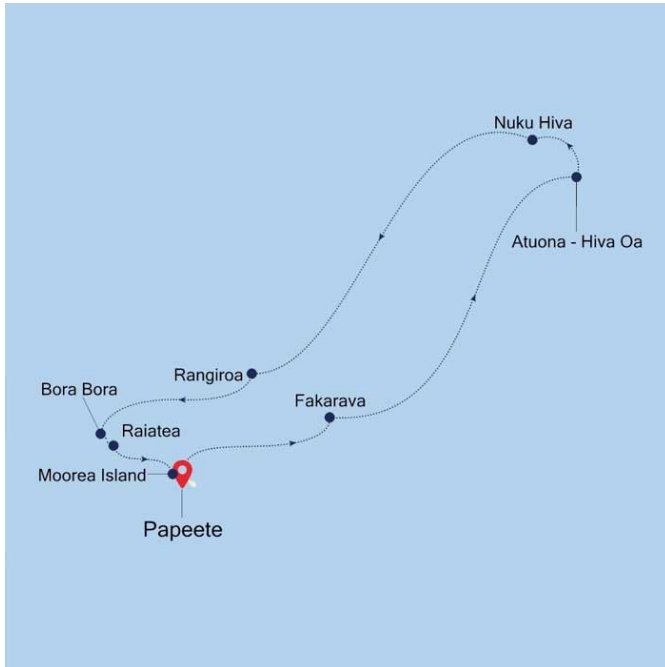 Nuku Hiva
Atuona - Hiva Oa
Rangiroa
Bora Bora
Fakarava
Raiatea
Moorea Island
Papeete